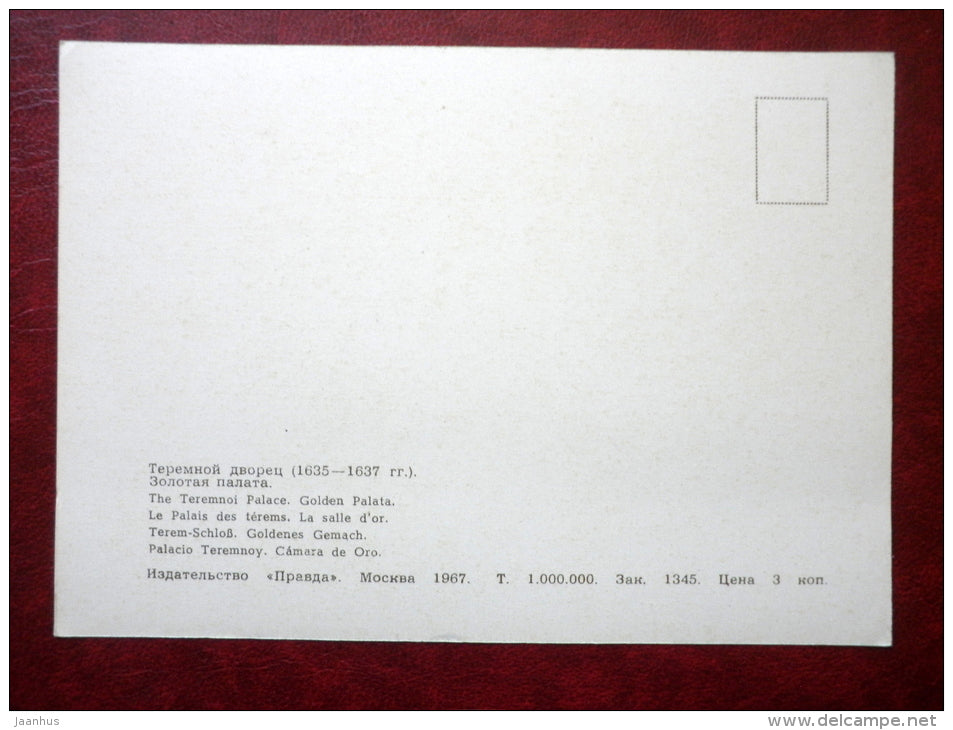 Теремной дворец (1635—1637 гг.).
Золотая палата.
The Teremnoi Palace. Golden Palata.
Le Palais des térems. La salle d'or.
Terem-Schloß. Goldenes Gemach.
Palacio Teremnoy. Cámara de Oro.
Издательство «Правда». Москва 1967. Т. 1.000.000. Зак. 1345. Цена 3 коп.
jaanhus
www.delcampe.net